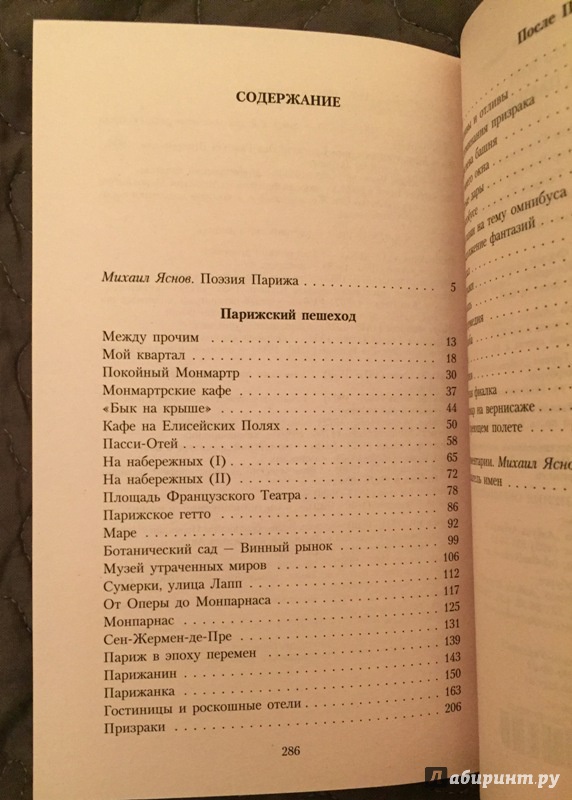 СОДЕРЖАНИЕ
Михаил Яснов. Поэзия Парижа . . . . . . . . . . . . . . 5
Парижский пешеход
Между прочим . . . . . . . . . . . . . . 13
Мой квартал . . . . . . . . . . . . . . 18
Покойный Монмартр . . . . . . . . . . . . . . 30
Монмартрские кафе . . . . . . . . . . . . . . 37
«Бык на крыше» . . . . . . . . . . . . . . 44
Кафе на Елисейских Полях . . . . . . . . . . . . . . 50
Пасси-Отей . . . . . . . . . . . . . . 58
На набережных (I) . . . . . . . . . . . . . . 65
На набережных (II) . . . . . . . . . . . . . . 72
Площадь Французского Театра . . . . . . . . . . . . . . 78
Парижское гетто . . . . . . . . . . . . . . 86
Маре . . . . . . . . . . . . . . 92
Ботанический сад — Винный рынок . . . . . . . . . . . . . . 99
Музей утраченных миров . . . . . . . . . . . . . . 106
Сумерки, улица Лапп . . . . . . . . . . . . . . 112
От Оперы до Монпарнаса . . . . . . . . . . . . . . 117
Монпарнас . . . . . . . . . . . . . . 125
Сен-Жермен-де-Пре . . . . . . . . . . . . . . 131
Париж в эпоху перемен . . . . . . . . . . . . . . 139
Парижанин . . . . . . . . . . . . . . 143
Парижанка . . . . . . . . . . . . . . 150
Гостиницы и роскошные отели . . . . . . . . . . . . . . 163
Призраки . . . . . . . . . . . . . . 206
286
После
и отливы
призрака
башня
окна
зары
на тему омнибуса
фантазий
фиалка
на вернисаже
полете
Михаил
имен
Лабиринт.ру